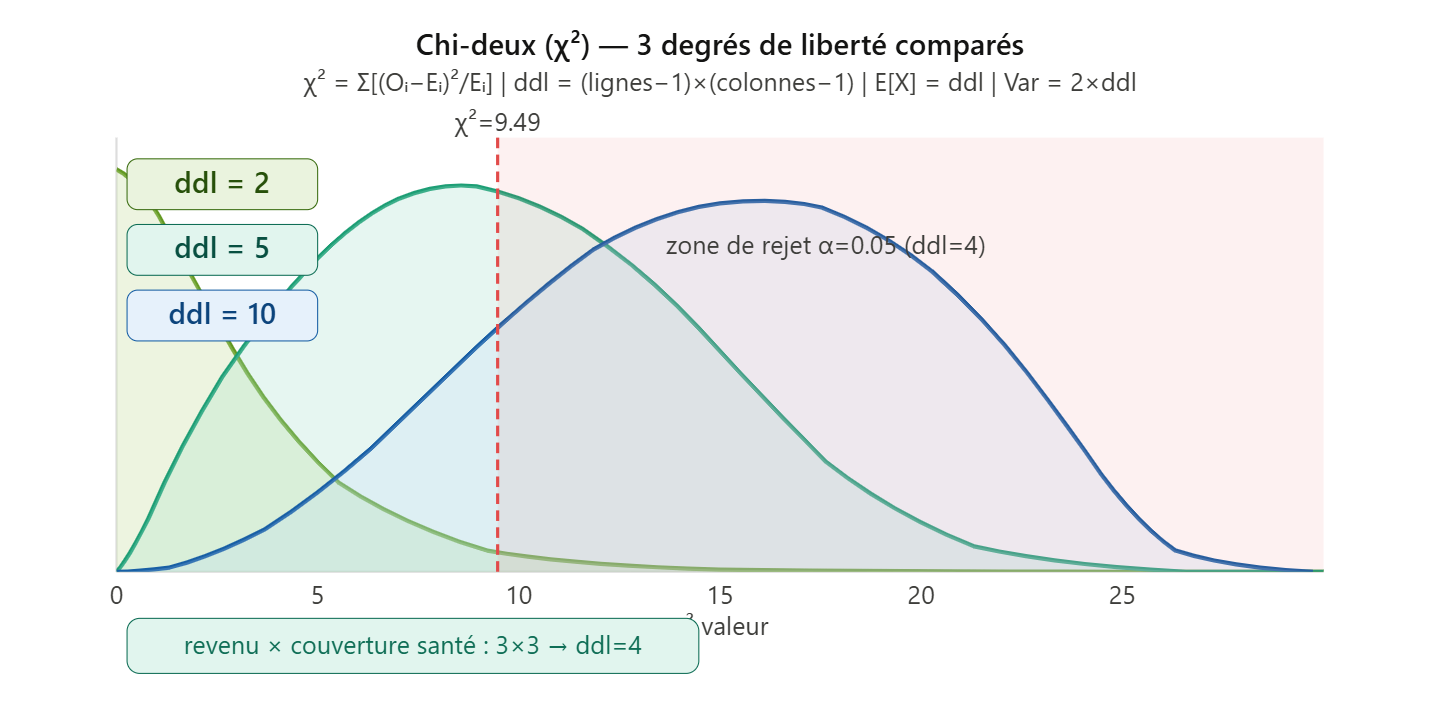 Chi-deux (χ²) — 3 degrés de liberté comparés
χ² = Σ[(Oᵢ−Eᵢ)²/Eᵢ] | ddl = (lignes−1)×(colonnes−1) | E[X] = ddl | Var = 2×ddl
χ²=9.49
ddl = 2
ddl = 5
zone de rejet α=0.05 (ddl=4)
ddl = 10
0 5 10 15 20 25
² valeur
revenu × couverture santé : 3×3 → ddl=4